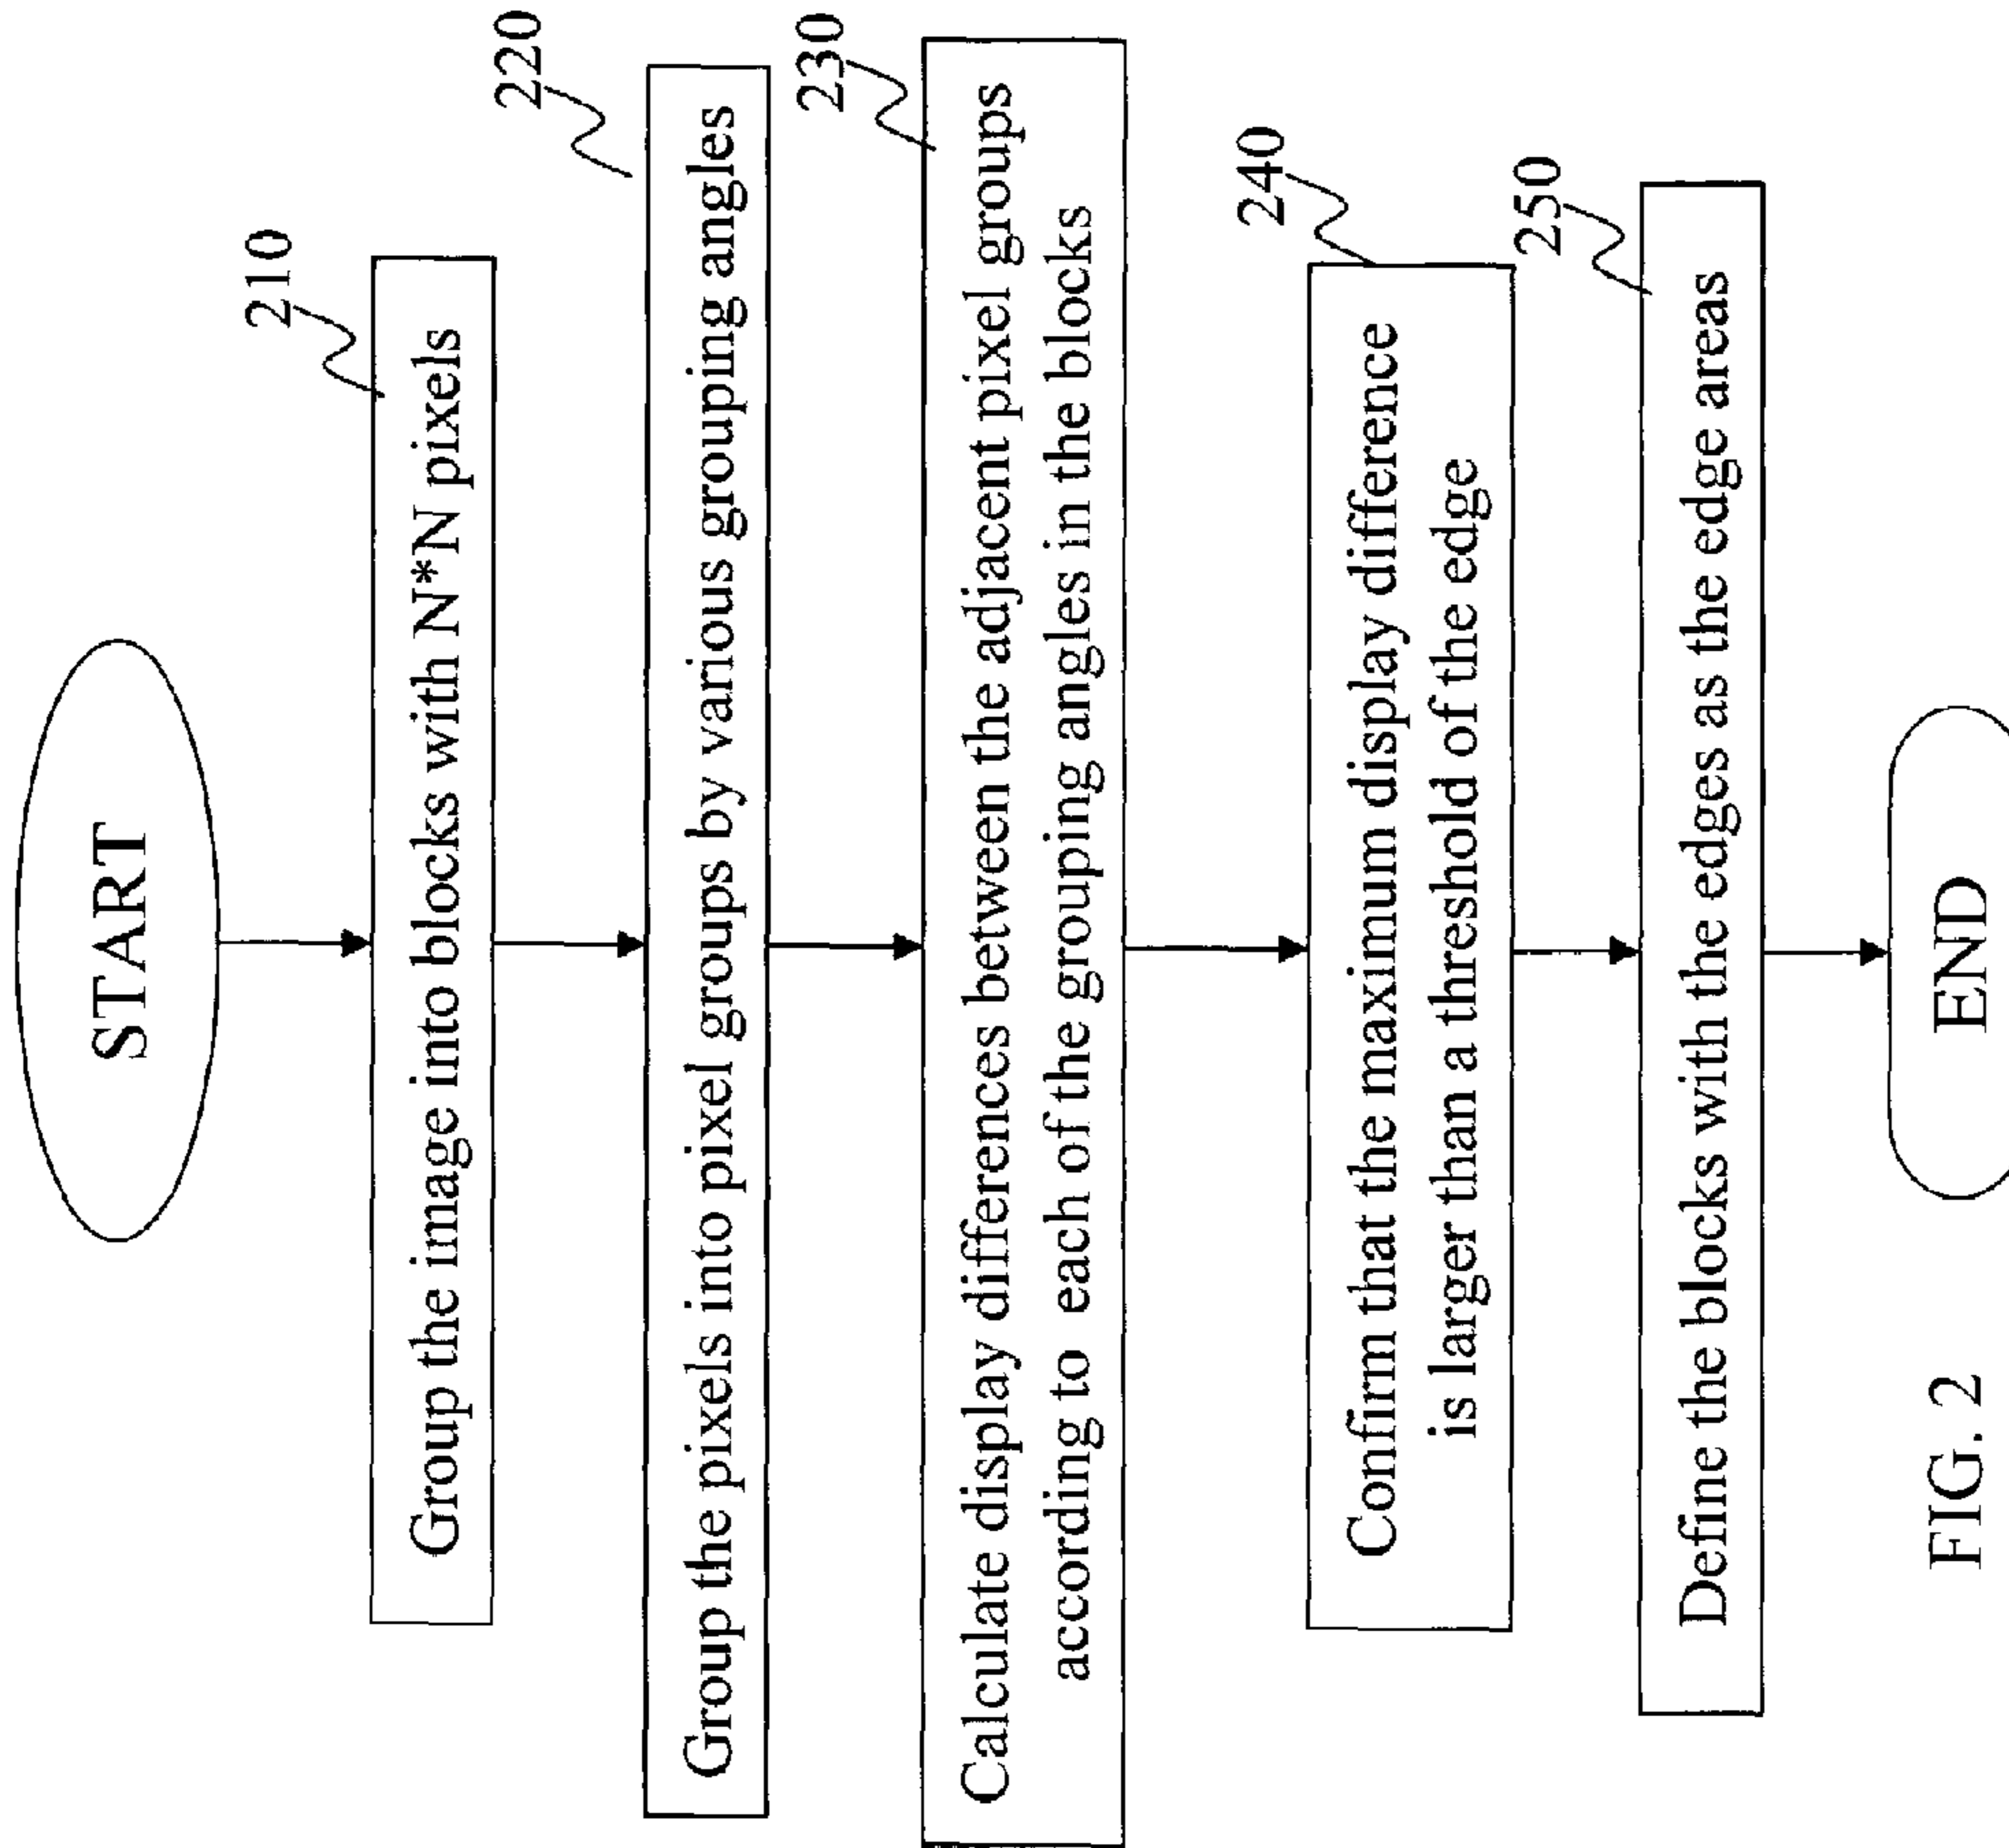 START
210
Group the image into blocks with N*N pixels
220
Group the pixels into pixel groups by various grouping angles
230
Calculate display differences between the adjacent pixel groups
according to each of the grouping angles in the blocks
240
Confirm that the maximum display difference
is larger than a threshold of the edge
250
Define the blocks with the edges as the edge areas
END
FIG. 2